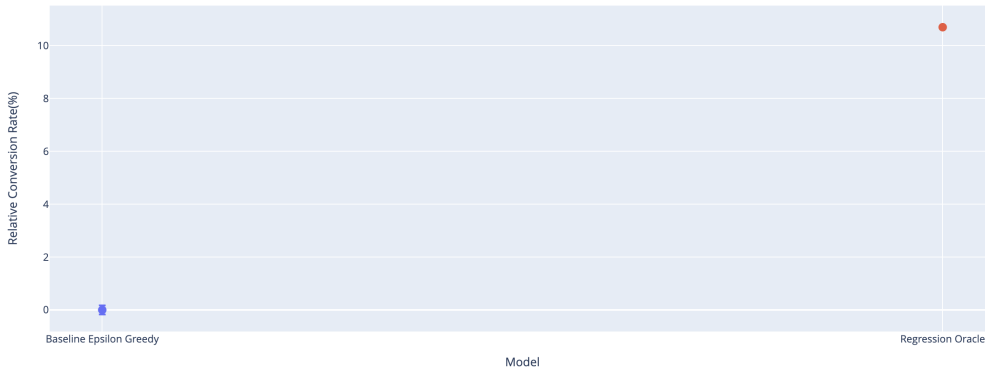 Relative Conversion Rate(%)
10
8
6
4
2
0
Baseline Epsilon Greedy
Regression Oracle
Model